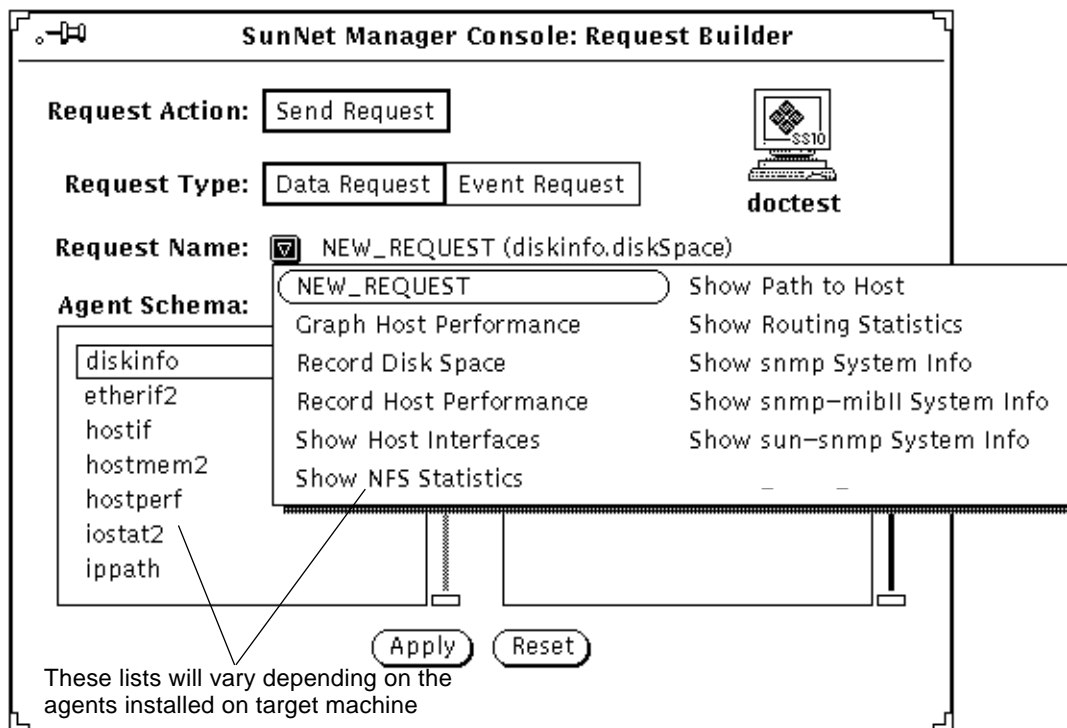 SunNet Manager Console: Request Builder
Request Action: Send Request
SS10
Request Type: Data Request Event Request
doctest
Request Name: NEW_REQUEST (diskinfo.diskSpace)
NEW_REQUEST
Graph Host Performance
Record Disk Space
Record Host Performance
Show Host Interfaces
Show NFS Statistics
Show Path to Host
Show Routing Statistics
Show snmp System Info
Show snmp-mibII System Info
Show sun-snmp System Info
Agent Schema:
diskinfo
etherif2
hostif
hostmem2
hostperf
iostat2
ippath
Apply Reset
These lists will vary depending on the
agents installed on target machine